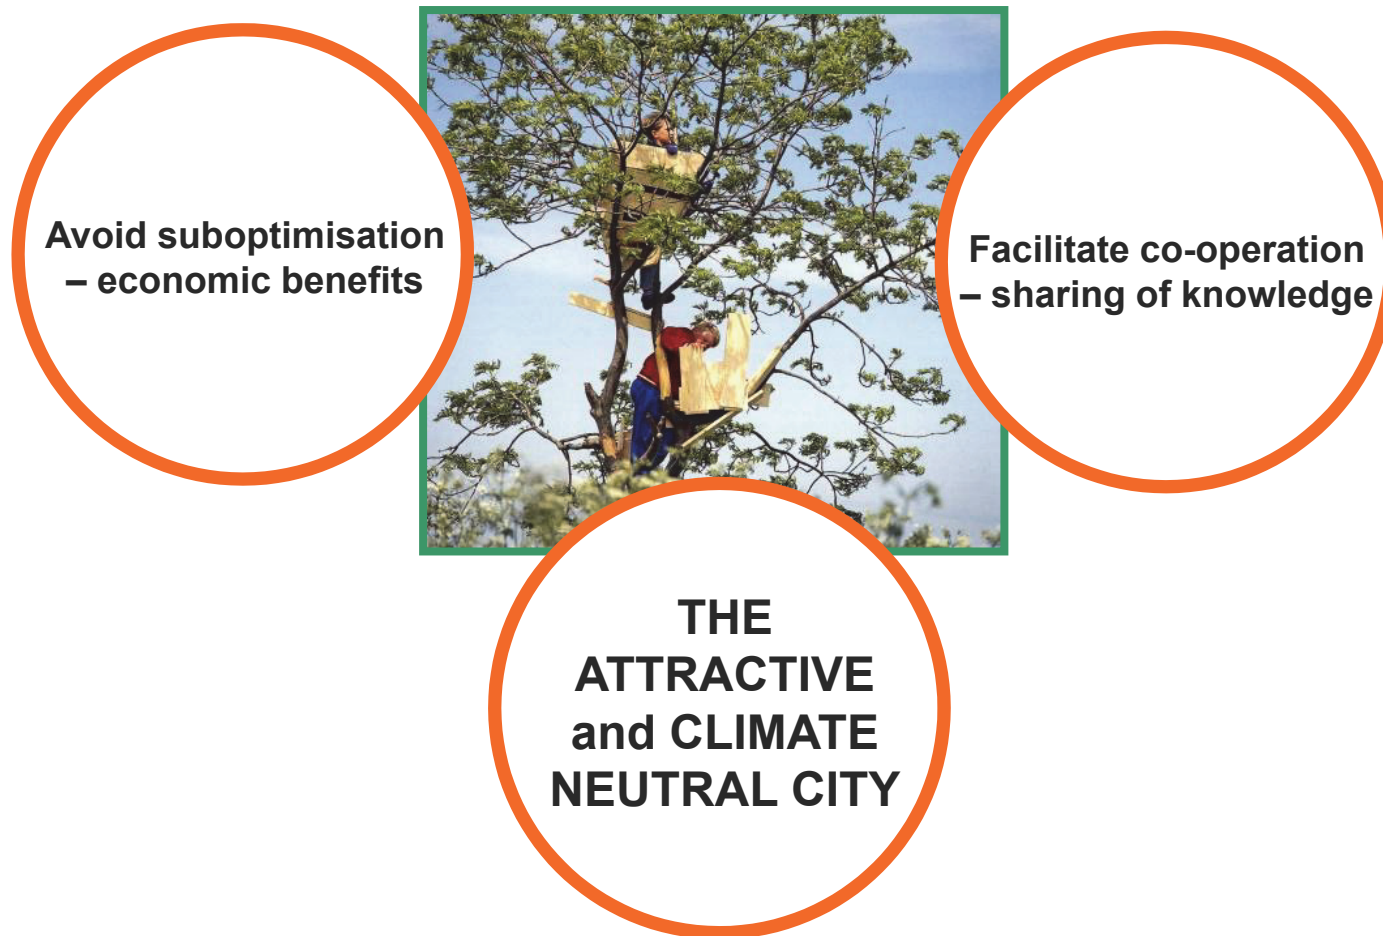 Avoid suboptimisation
– economic benefits
Facilitate co-operation
– sharing of knowledge
THE
ATTRACTIVE
and CLIMATE
NEUTRAL CITY